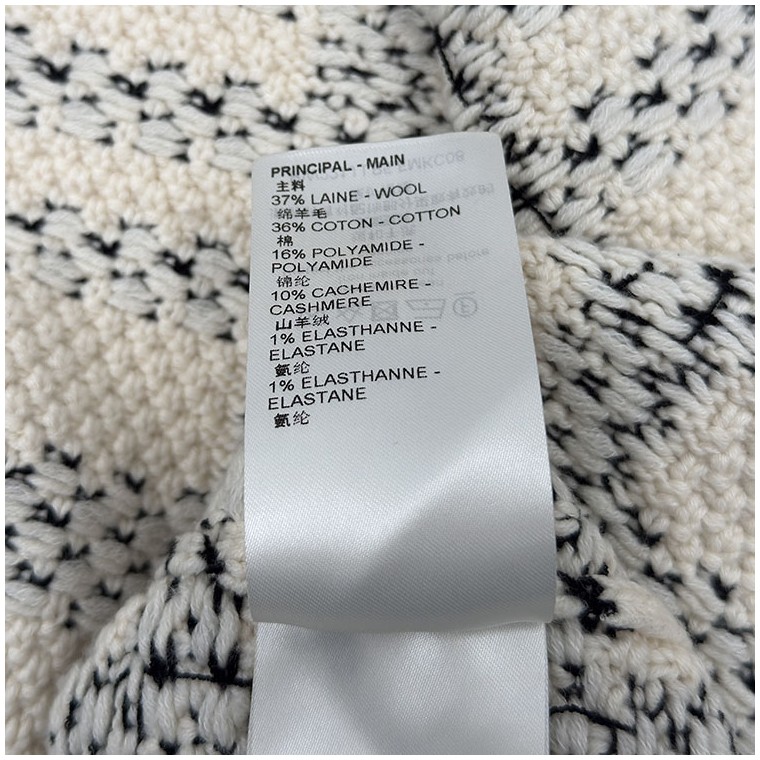 PRINCIPAL - MAIN
主料
37% LAINE - WOOL
绵羊毛
36% COTON - COTTON
棉
16% POLYAMIDE -
POLYAMIDE
锦纶
10% CACHEMIRE -
CASHMERE
山羊绒
1% ELASTHANNE -
ELASTANE
氨纶
1% ELASTHANNE -
ELASTANE
氨纶